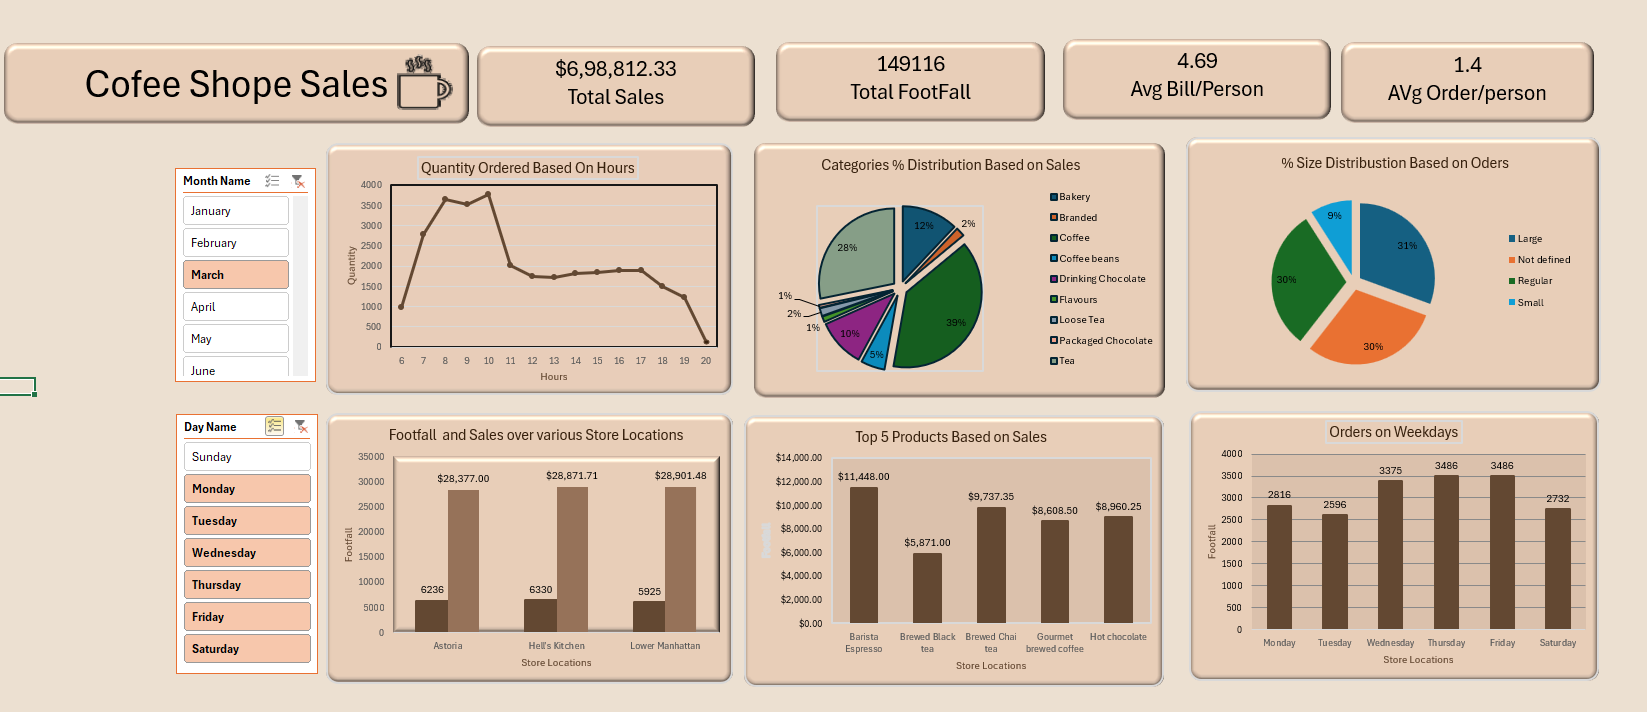 Cofee Shope Sales
$6,98,812.33
Total Sales
149116
Total FootFall
4.69
Avg Bill/Person
1.4
AVg Order/person
Month Name
January
February
March
April
May
June
Quantity Ordered Based On Hours
Quantity
4000
3500
3000
2500
2000
1500
1000
500
0
6 7 8 9 10 11 12 13 14 15 16 17 18 19 20
Hours
Categories % Distribution Based on Sales
12%
2%
39%
5%
10%
1%
2%
1%
28%
Bakery
Branded
Coffee
Coffee beans
Drinking Chocolate
Flavours
Loose Tea
Packaged Chocolate
Tea
% Size Distribustion Based on Oders
31%
30%
30%
9%
Large
Not defined
Regular
Small
Day Name
Sunday
Monday
Tuesday
Wednesday
Thursday
Friday
Saturday
Footfall and Sales over various Store Locations
Footfall
35000
30000
25000
20000
15000
10000
5000
0
$28,377.00 $28,871.71 $28,901.48
6236 6330 5925
Astoria Hell's Kitchen Lower Manhattan
Store Locations
Top 5 Products Based on Sales
$14,000.00
$12,000.00
$10,000.00
$8,000.00
$6,000.00
$4,000.00
$2,000.00
$0.00
$11,448.00
$5,871.00
$9,737.35
$8,608.50
$8,960.25
Barista Espresso
Brewed Black tea
Brewed Chai tea
Gourmet brewed coffee
Hot chocolate
Store Locations
Orders on Weekdays
Footfall
4000
3500
3000
2500
2000
1500
1000
500
0
2816 2596 3375 3486 3486 2732
Monday Tuesday Wednesday Thursday Friday Saturday
Store Locations